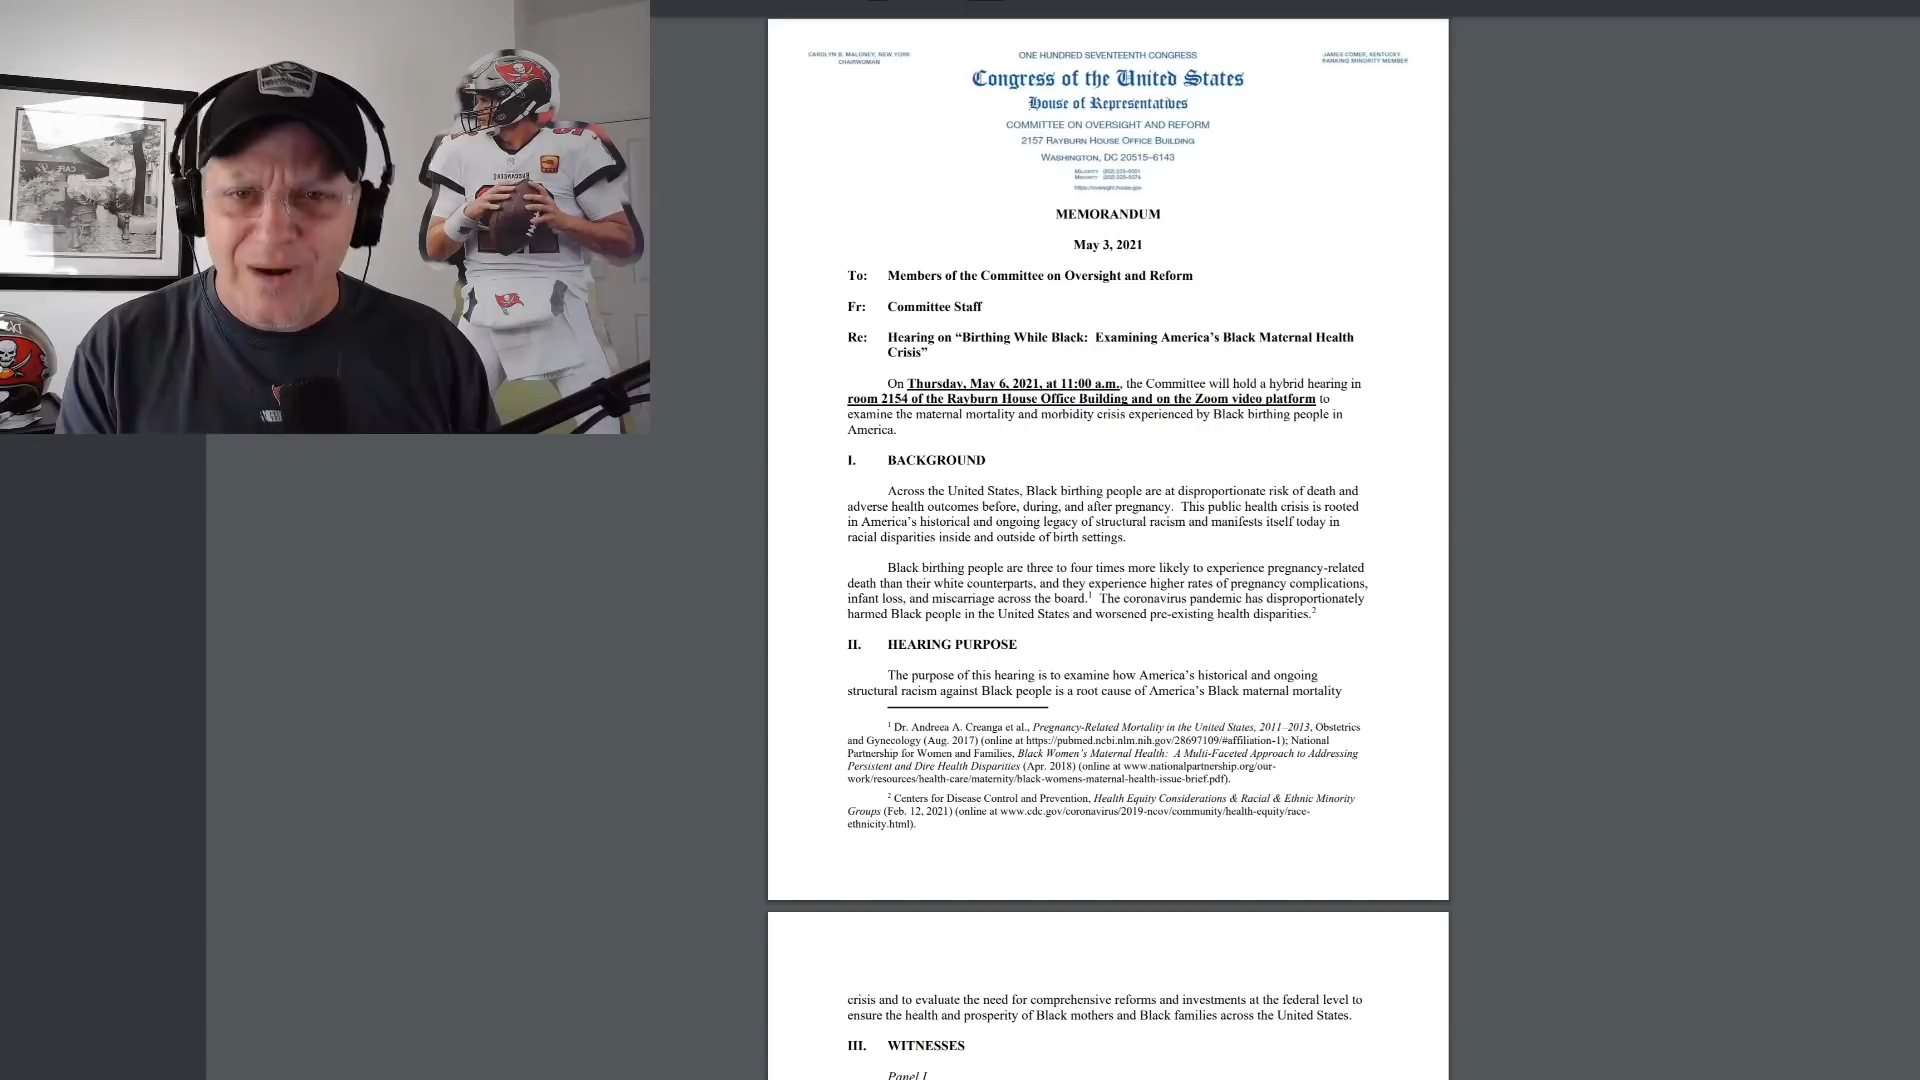 CAROLYN B. MALONEY, NEW YORK
CHAIRWOMAN
ONE HUNDRED SEVENTEENTH CONGRESS
JAMES COMER, KENTUCKY
RANKING MINORITY MEMBER
Congress of the United States
House of Representatives
COMMITTEE ON OVERSIGHT AND REFORM
2157 RAYBURN HOUSE OFFICE BUILDING
WASHINGTON, DC 20515–6143
https://oversight.house.gov
MEMORANDUM
May 3, 2021
To: Members of the Committee on Oversight and Reform
Fr: Committee Staff
Re: Hearing on “Birthing While Black: Examining America’s Black Maternal Health
Crisis”
On Thursday, May 6, 2021, at 11:00 a.m., the Committee will hold a hybrid hearing in
room 2154 of the Rayburn House Office Building and on the Zoom video platform to
examine the maternal mortality and morbidity crisis experienced by Black birthing people in
America.
I. BACKGROUND
Across the United States, Black birthing people are at disproportionate risk of death and
adverse health outcomes before, during, and after pregnancy. This public health crisis is rooted
in America’s historical and ongoing legacy of structural racism and manifests itself today in
racial disparities inside and outside of birth settings.
Black birthing people are three to four times more likely to experience pregnancy-related
death than their white counterparts, and they experience higher rates of pregnancy complications,
infant loss, and miscarriage across the board.1 The coronavirus pandemic has disproportionately
harmed Black people in the United States and worsened pre-existing health disparities.2
II. HEARING PURPOSE
The purpose of this hearing is to examine how America’s historical and ongoing
structural racism against Black people is a root cause of America’s Black maternal mortality
1 Dr. Andreea A. Creanga et al., Pregnancy-Related Mortality in the United States, 2011–2013, Obstetrics
and Gynecology (Aug. 2017) (online at https://pubmed.ncbi.nlm.nih.gov/28697109/#affiliation-1); National
Partnership for Women and Families, Black Women’s Maternal Health: A Multi-Faceted Approach to Addressing
Persistent and Dire Health Disparities (Apr. 2018) (online at www.nationalpartnership.org/our-
work/resources/health-care/maternity/black-womens-maternal-health-issue-brief.pdf).
2 Centers for Disease Control and Prevention, Health Equity Considerations & Racial & Ethnic Minority
Groups (Feb. 12, 2021) (online at www.cdc.gov/coronavirus/2019-ncov/community/health-equity/race-
ethnicity.html).
crisis and to evaluate the need for comprehensive reforms and investments at the federal level to
ensure the health and prosperity of Black mothers and Black families across the United States.
III. WITNESSES
Panel I